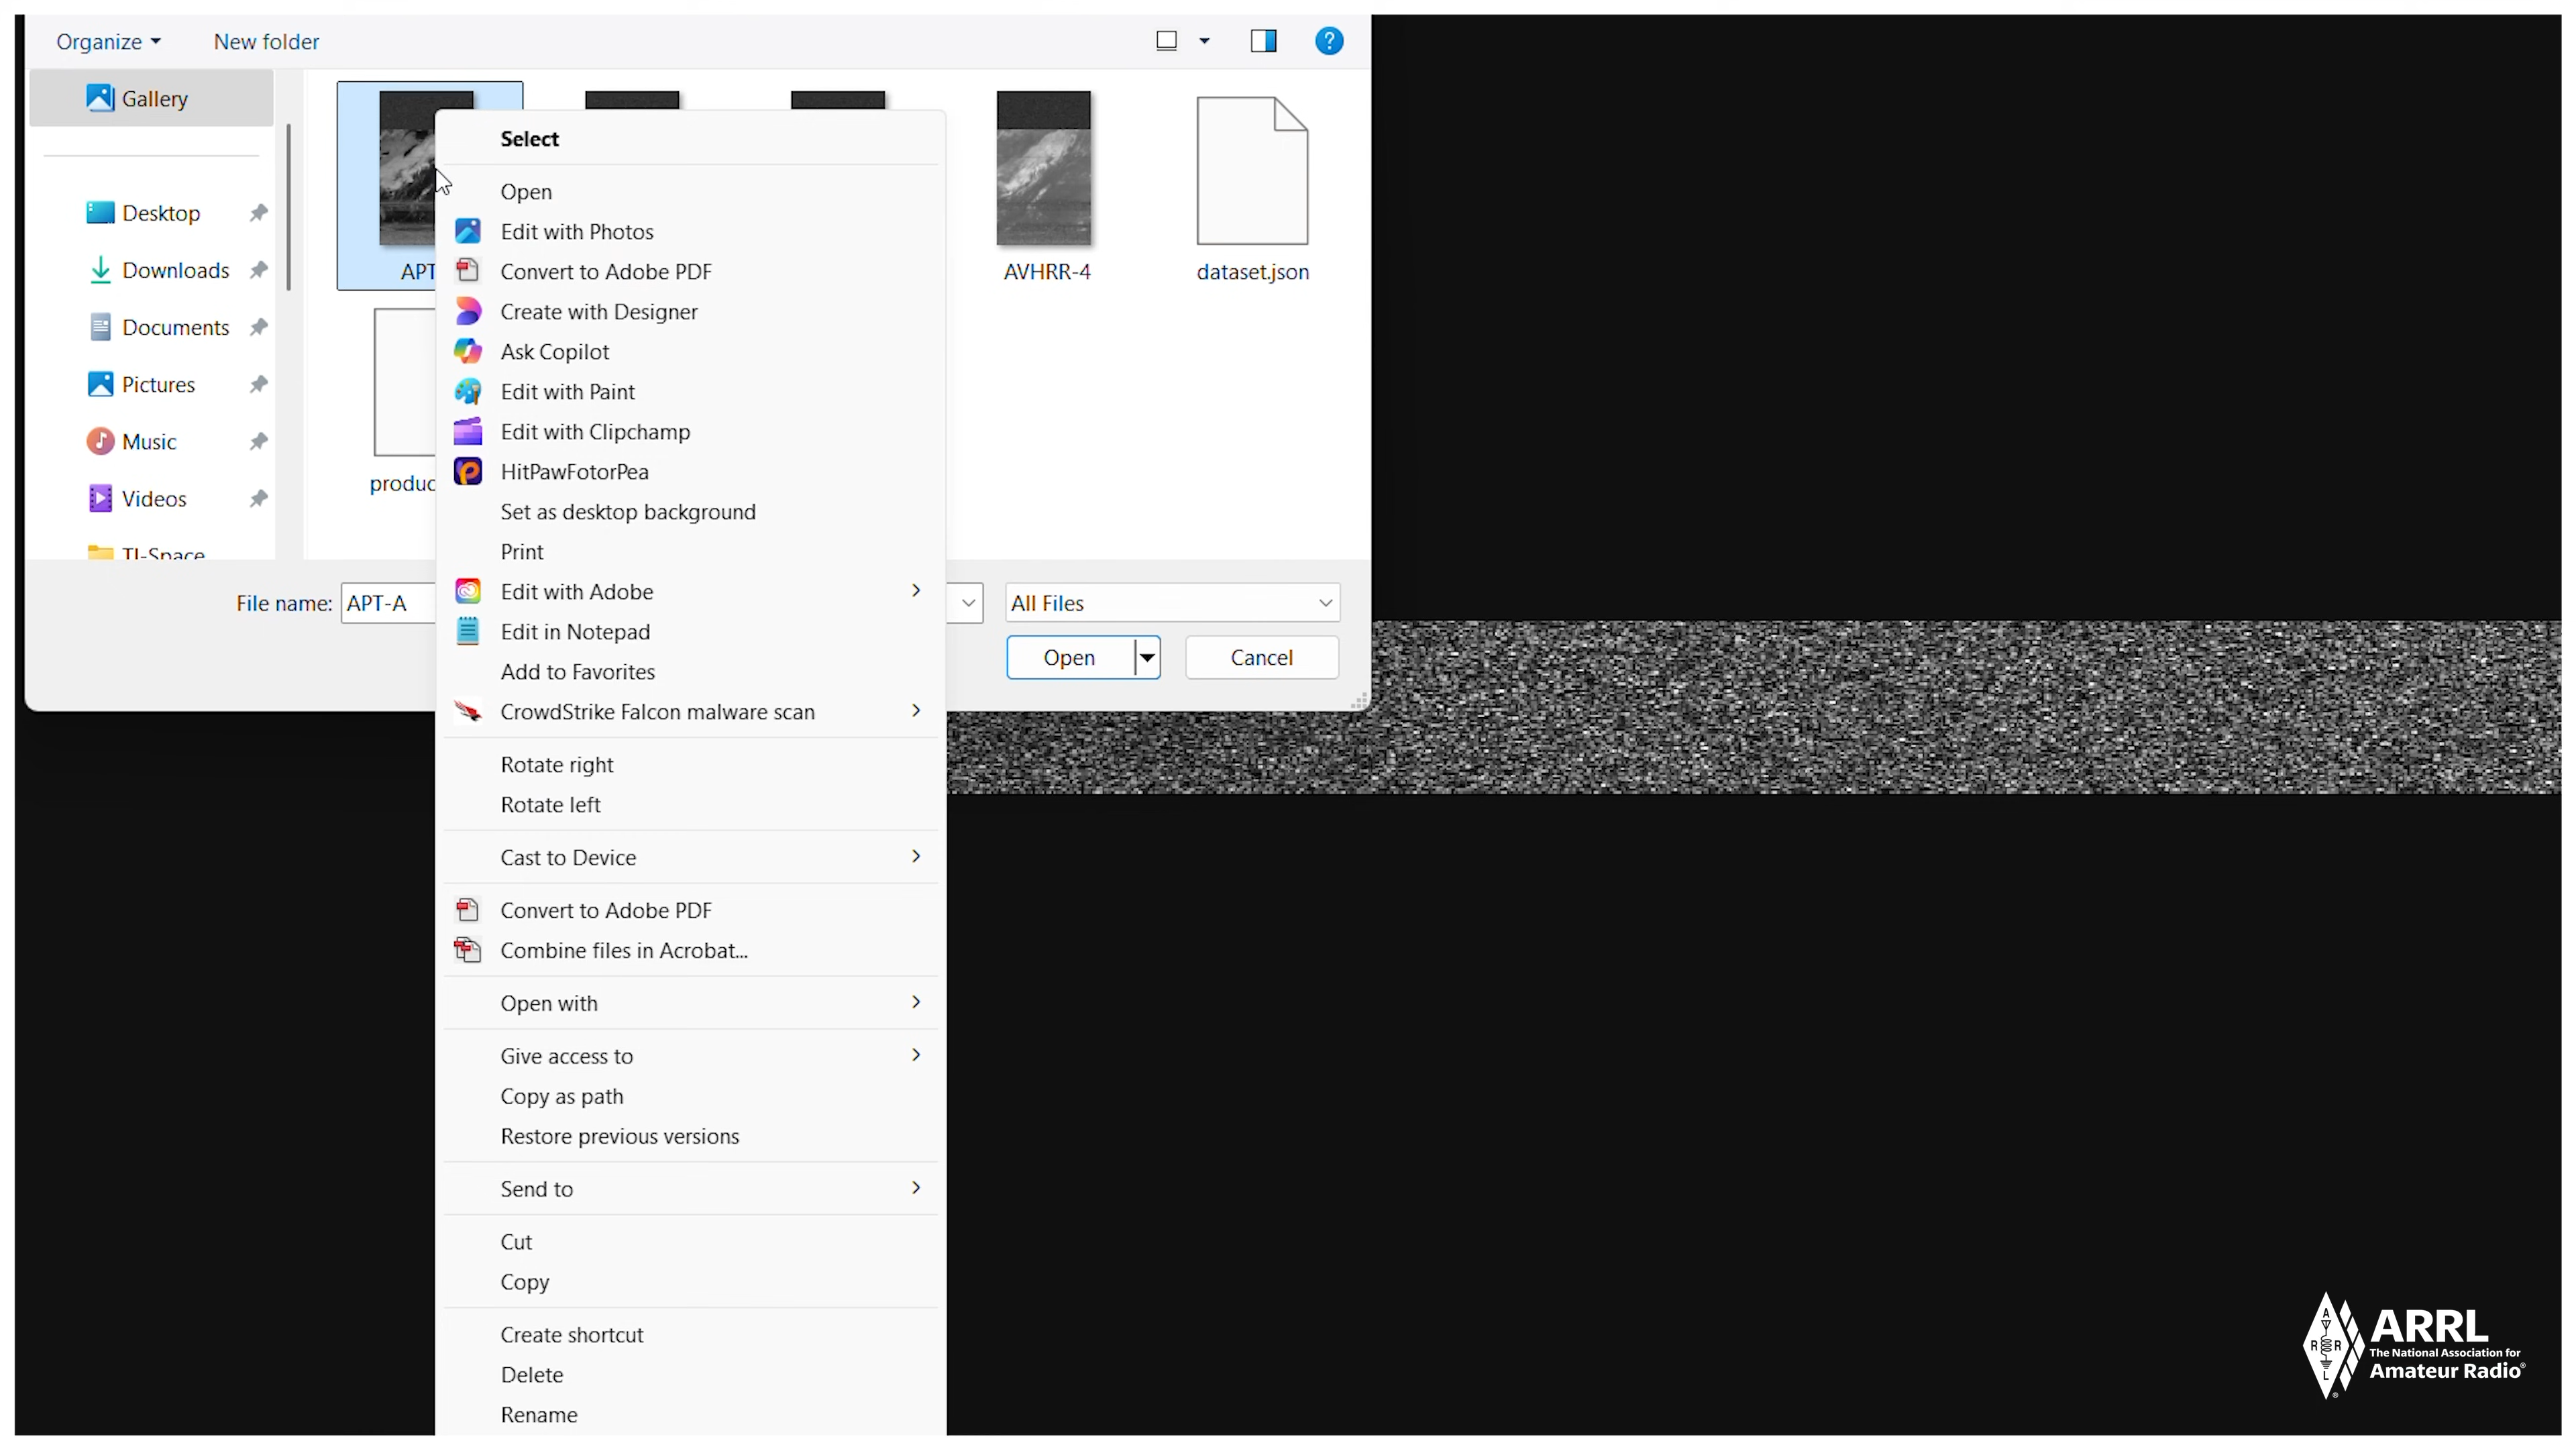 Organize
New folder
Gallery
Desktop
Downloads
Documents
Pictures
Music
Videos
TI-Space
APT
AVHRR-4
dataset.json
produc
File name:
APT-A
All Files
Open
Cancel
Select
Open
Edit with Photos
Convert to Adobe PDF
Create with Designer
Ask Copilot
Edit with Paint
Edit with Clipchamp
HitPawFotorPea
Set as desktop background
Print
Edit with Adobe
Edit in Notepad
Add to Favorites
CrowdStrike Falcon malware scan
Rotate right
Rotate left
Cast to Device
Convert to Adobe PDF
Combine files in Acrobat...
Open with
Give access to
Copy as path
Restore previous versions
Send to
Cut
Copy
Create shortcut
Delete
Rename
A
R R
L
ARRL
The National Association for
Amateur Radio®